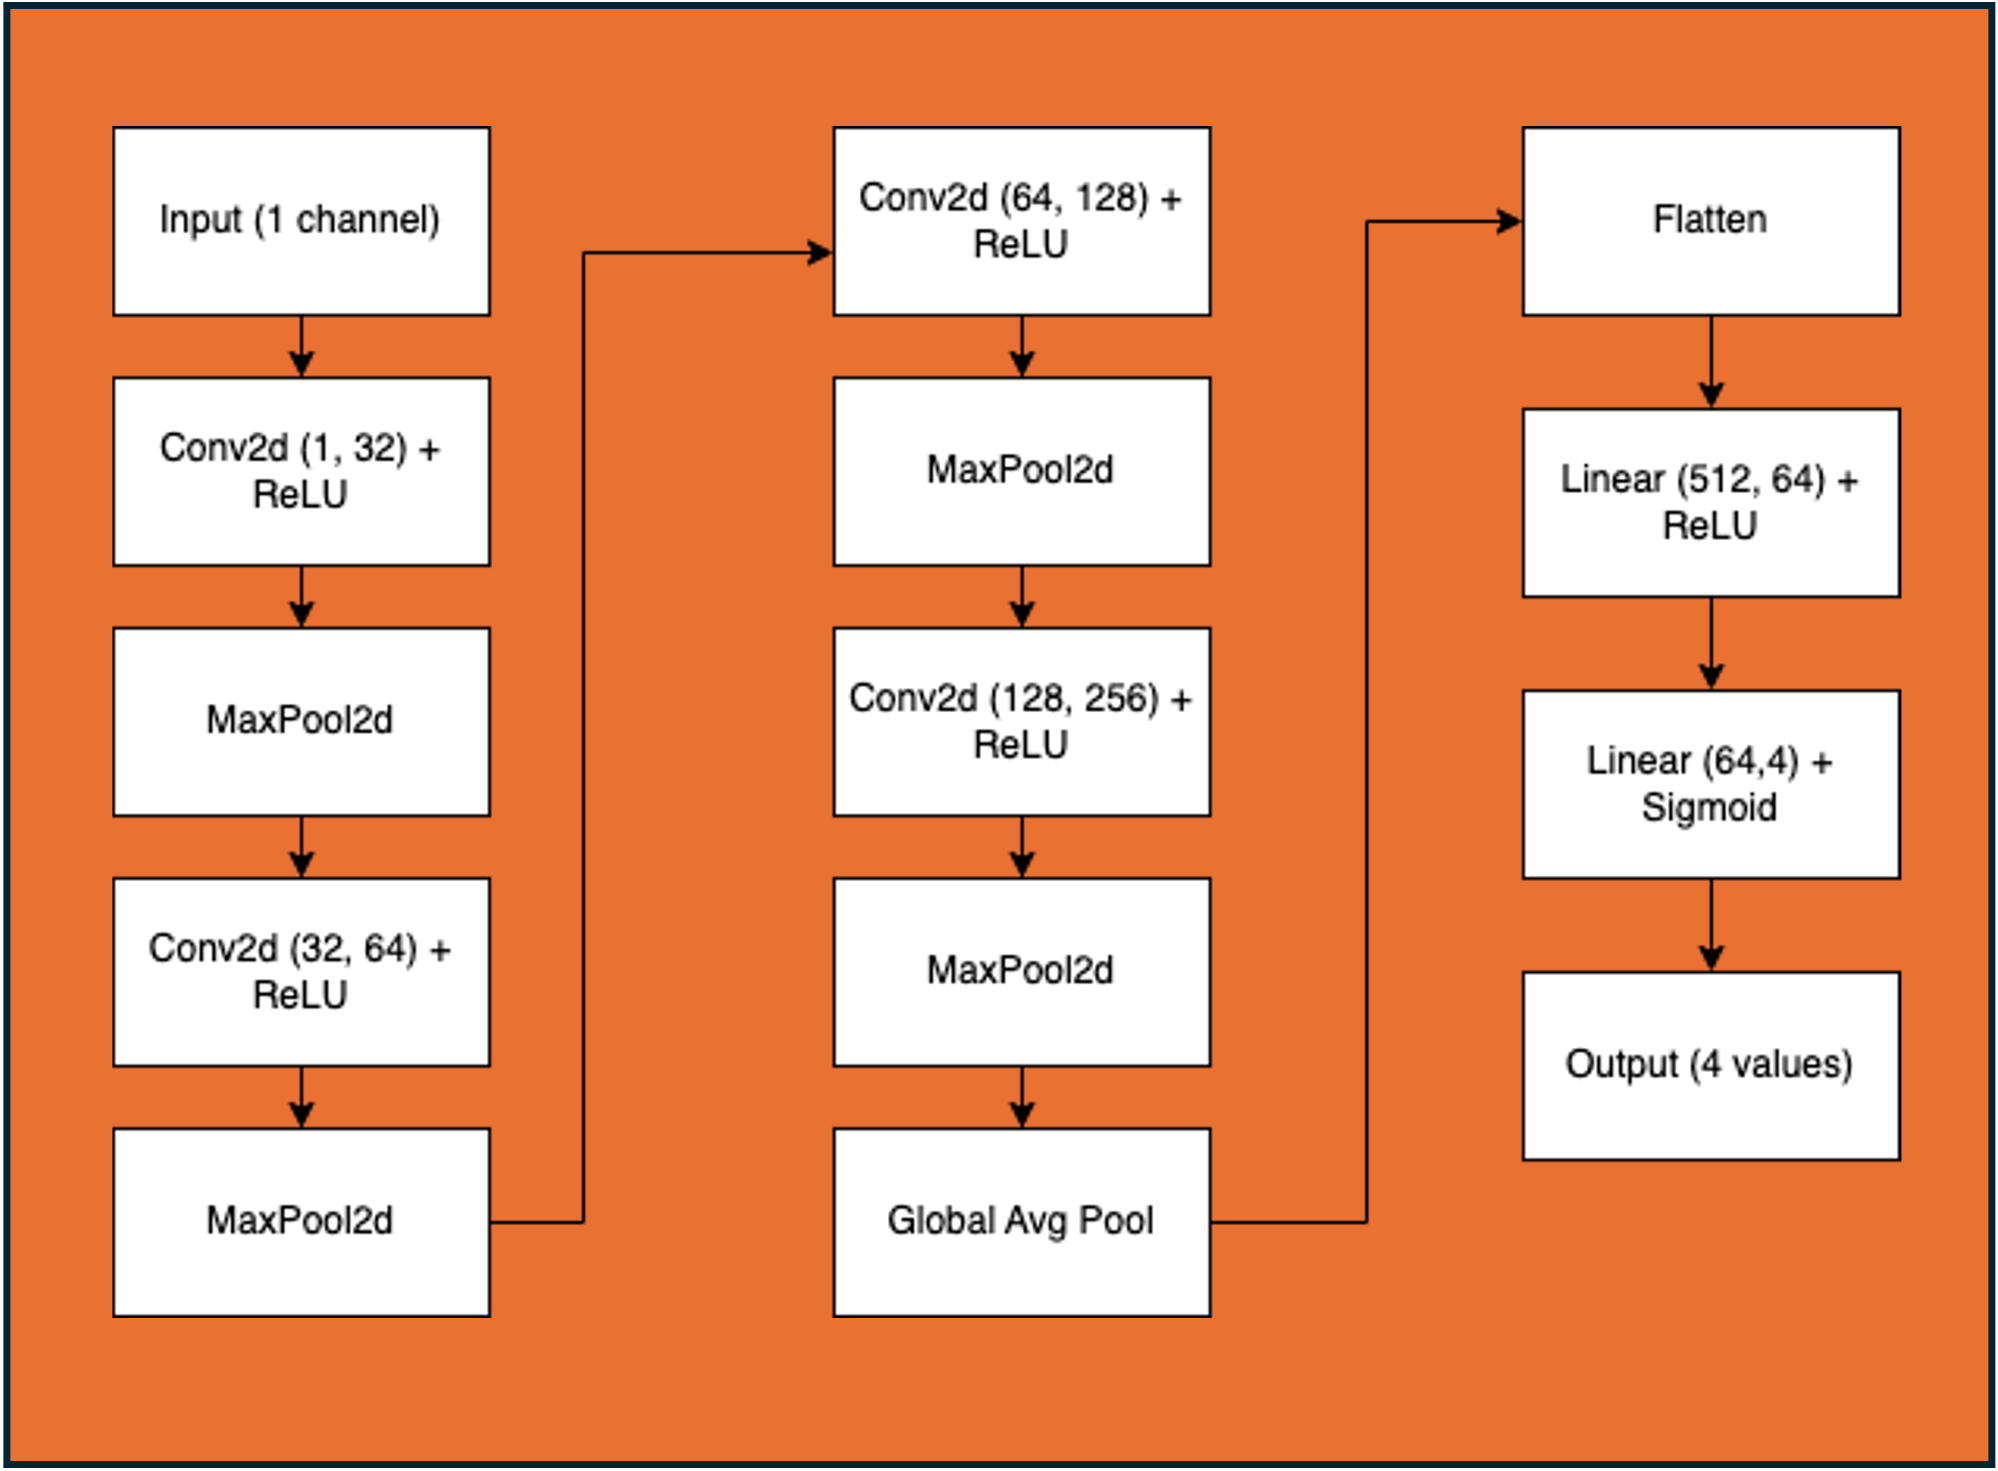 Input (1 channel)
Conv2d (1, 32) +
ReLU
MaxPool2d
Conv2d (32, 64) +
ReLU
MaxPool2d
Conv2d (64, 128) +
ReLU
MaxPool2d
Conv2d (128, 256) +
ReLU
MaxPool2d
Global Avg Pool
Flatten
Linear (512, 64) +
ReLU
Linear (64,4) +
Sigmoid
Output (4 values)